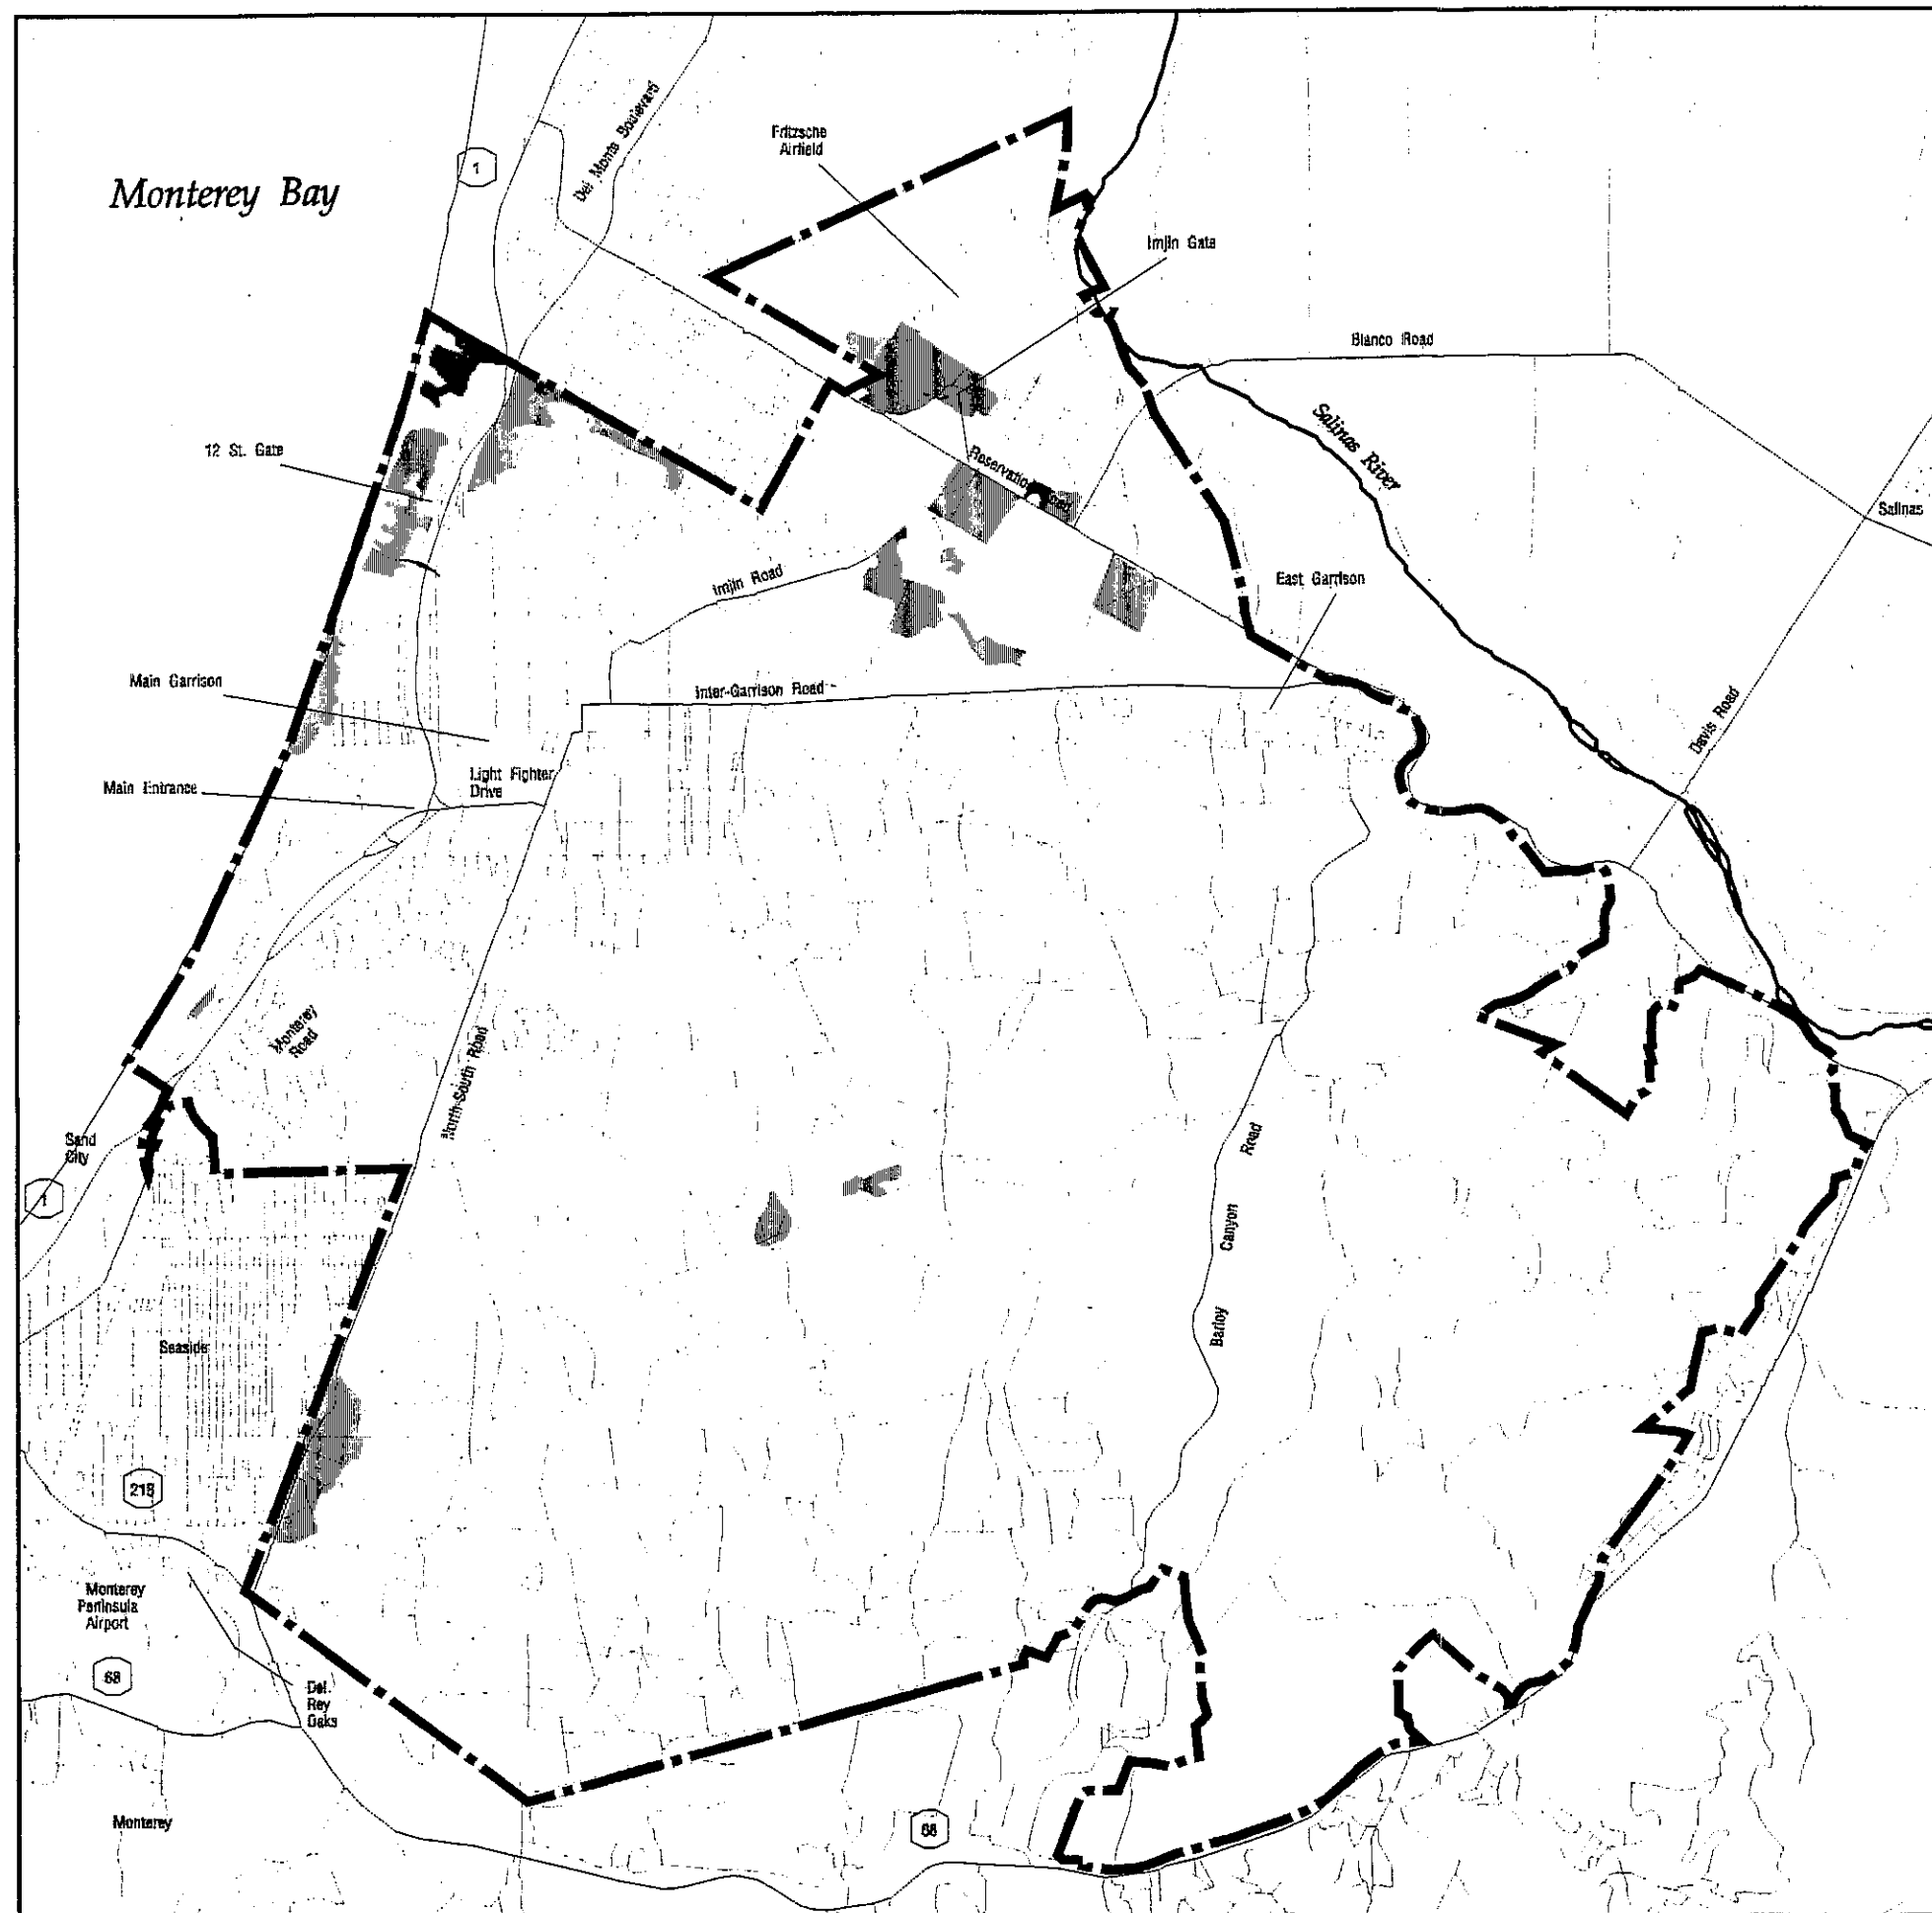 Del Monte Boulevard
Fritzsche
Airfield
1
Monterey Bay
Imjin Gate
Blanco Road
Salinas River
12 St. Gate
Reservation Road
Salinas
Imjin Road
East Garrison
Main Garrison
Inter-Garrison Road
Davis Road
Light Fighter
Drive
Main Entrance
Monterey
Road
North-South Road
Sand
City
1
Barloy Canyon Road
Seaside
218
Monterey
Peninsula
Airport
68
Del
Rey
Oaks
Monterey
68